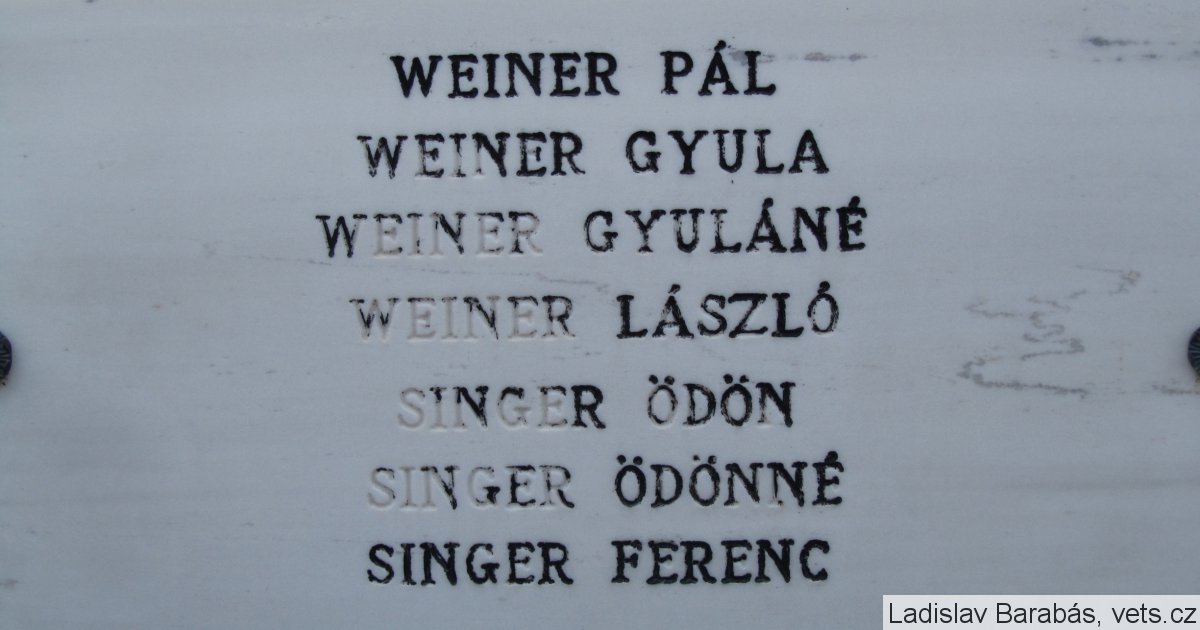 WEINER PÁL
WEINER GYULA
WEINER GYULÁNÉ
WEINER LÁSZLÓ
SINGER ÖDÖN
SINGER ÖDÖNNÉ
SINGER FERENC
Ladislav Barabás, vets.cz